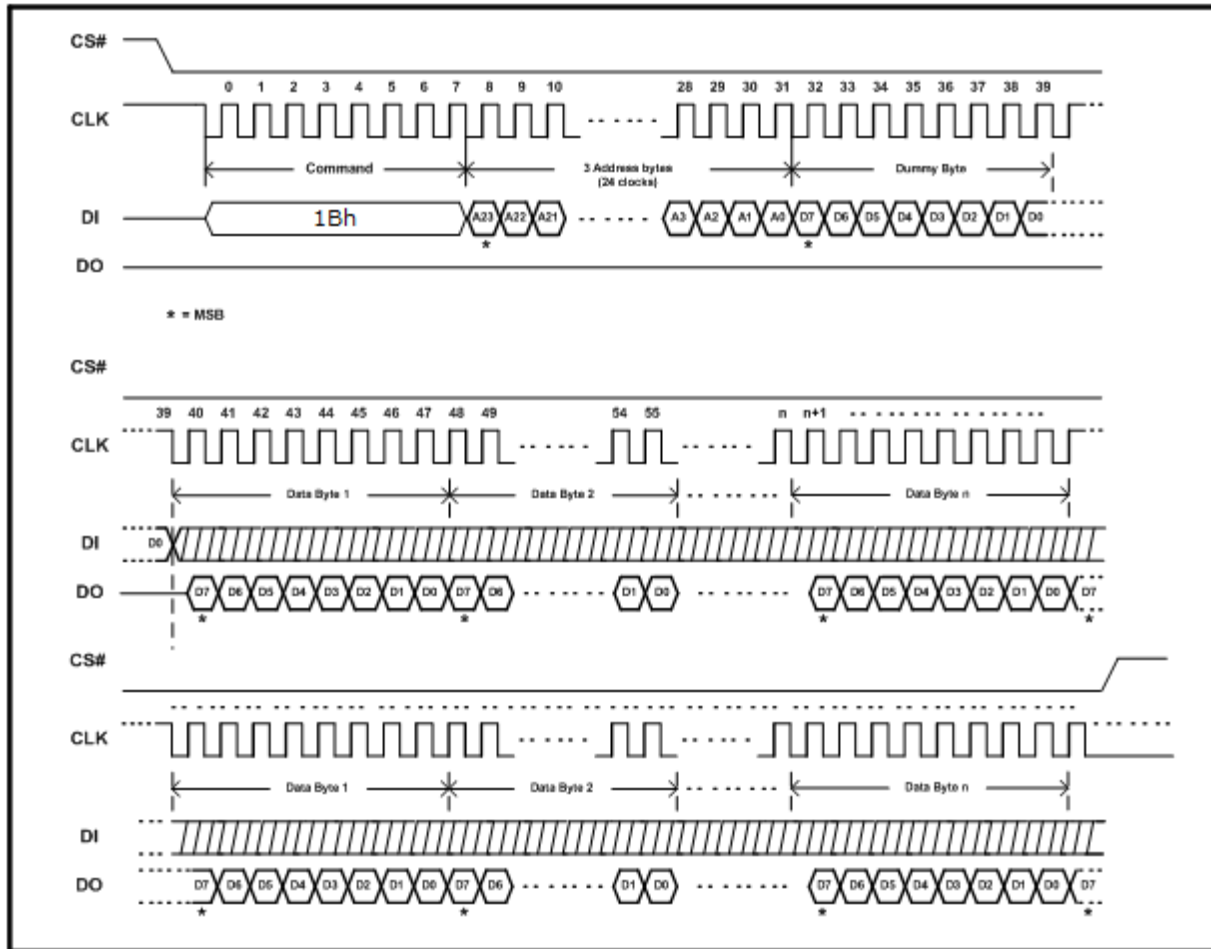 CS#
0 1 2 3 4 5 6 7 8 9 10 28 29 30 31 32 33 34 35 36 37 38 39
CLK
Command 3 Address bytes Dummy Byte
(24 clocks)
DI 1Bh A23 A22 A21 A3 A2 A1 A0 D7 D6 D5 D4 D3 D2 D1 D0
* *
DO
* = MSB
CS#
39 40 41 42 43 44 45 46 47 48 49 54 55 n n+1
CLK
Data Byte 1 Data Byte 2 Data Byte n
DI D0
DO D7 D6 D5 D4 D3 D2 D1 D0 D7 D6 D1 D0 D7 D6 D5 D4 D3 D2 D1 D0 D7
* * * *
CS#
CLK
Data Byte 1 Data Byte 2 Data Byte n
DI
DO D7 D6 D5 D4 D3 D2 D1 D0 D7 D6 D1 D0 D7 D6 D5 D4 D3 D2 D1 D0 D7
* * * *